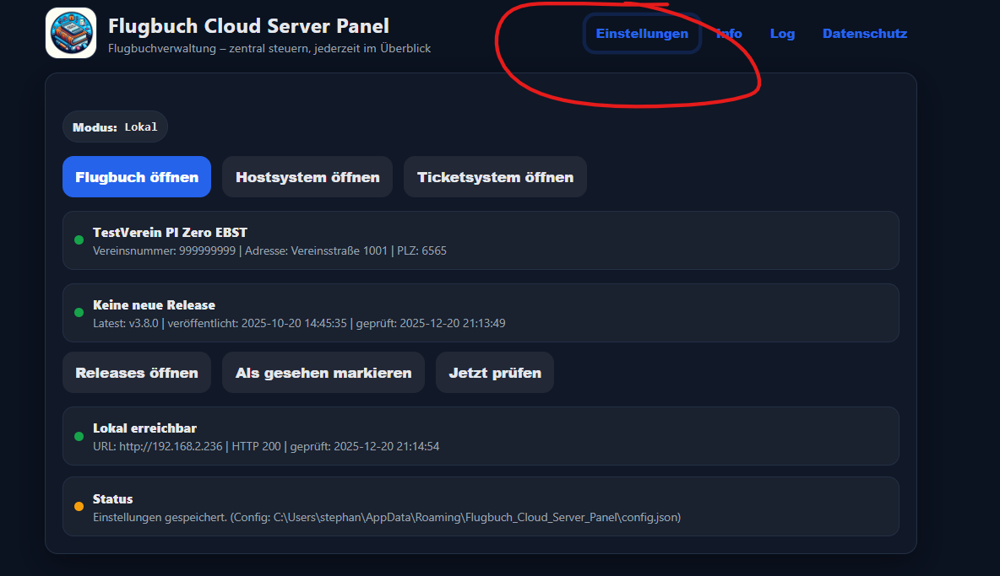 Flugbuch Cloud Server Panel
Flugbuchverwaltung – zentral steuern, jederzeit im Überblick
Einstellungen Info Log Datenschutz
Modus: Lokal
Flugbuch öffnen Hostsystem öffnen Ticketsystem öffnen
TestVerein PI Zero EBST
Vereinsnummer: 999999999 | Adresse: Vereinsstraße 1001 | PLZ: 6565
Keine neue Release
Latest: v3.8.0 | veröffentlicht: 2025-10-20 14:45:35 | geprüft: 2025-12-20 21:13:49
Releases öffnen Als gesehen markieren Jetzt prüfen
Lokal erreichbar
URL: http://192.168.2.236 | HTTP 200 | geprüft: 2025-12-20 21:14:54
Status
Einstellungen gespeichert. (Config: C:\Users\stephan\AppData\Roaming\Flugbuch_Cloud_Server_Panel\config.json)